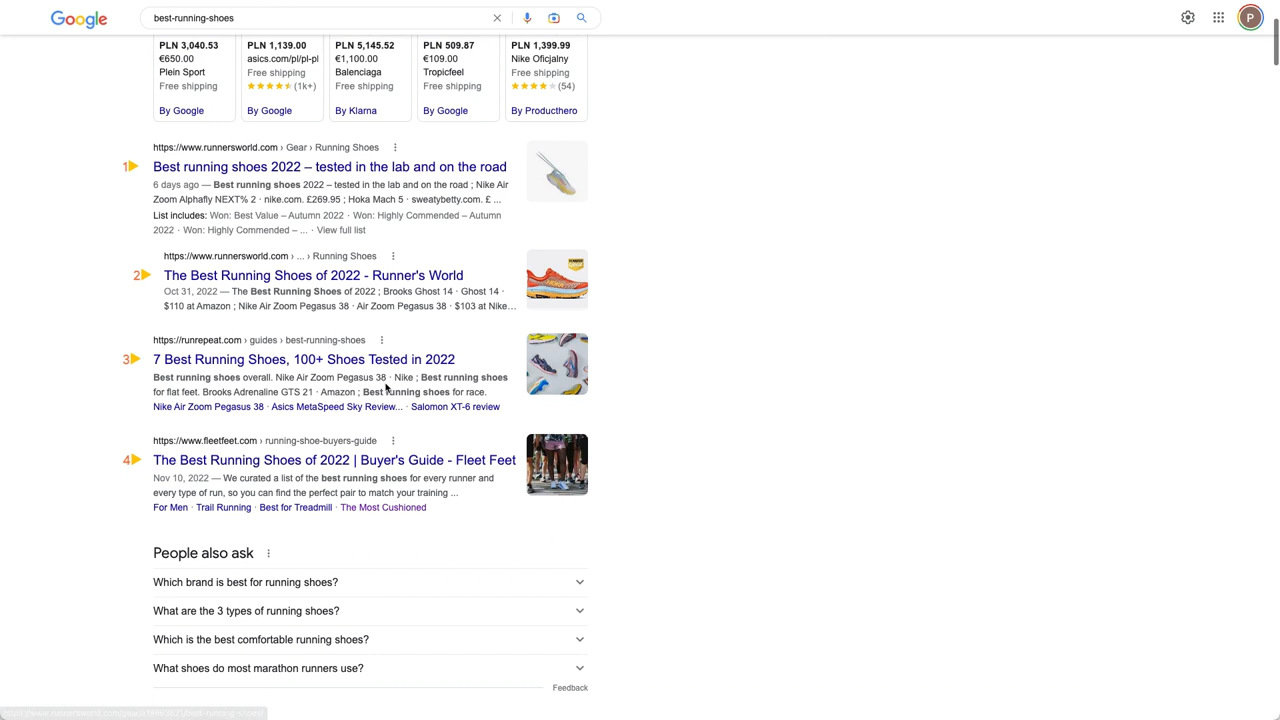 Google
best-running-shoes
P
PLN 3,040.53
€650.00
Plein Sport
Free shipping
By Google
PLN 1,139.00
asics.com/pl/pl-pl
Free shipping
(1k+)
By Google
PLN 5,145.52
€1,100.00
Balenciaga
Free shipping
By Klarna
PLN 509.87
€109.00
Tropicfeel
Free shipping
By Google
PLN 1,399.99
Nike Oficjalny
Free shipping
(54)
By Producthero
https://www.runnersworld.com › Gear › Running Shoes
1
Best running shoes 2022 – tested in the lab and on the road
6 days ago — Best running shoes 2022 – tested in the lab and on the road ; Nike Air
Zoom Alphafly NEXT% 2 · nike.com. £269.95 ; Hoka Mach 5 · sweatybetty.com. £ ...
List includes: Won: Best Value – Autumn 2022 · Won: Highly Commended – Autumn
2022 · Won: Highly Commended – ... · View full list
https://www.runnersworld.com › ... › Running Shoes
2
The Best Running Shoes of 2022 - Runner's World
Oct 31, 2022 — The Best Running Shoes of 2022 ; Brooks Ghost 14 · Ghost 14 ·
$110 at Amazon ; Nike Air Zoom Pegasus 38 · Air Zoom Pegasus 38 · $103 at Nike…
https://runrepeat.com › guides › best-running-shoes
3
7 Best Running Shoes, 100+ Shoes Tested in 2022
Best running shoes overall. Nike Air Zoom Pegasus 38 · Nike ; Best running shoes
for flat feet. Brooks Adrenaline GTS 21 · Amazon ; Best running shoes for race.
Nike Air Zoom Pegasus 38 · Asics MetaSpeed Sky Review... · Salomon XT-6 review
https://www.fleetfeet.com › running-shoe-buyers-guide
4
The Best Running Shoes of 2022 | Buyer's Guide - Fleet Feet
Nov 10, 2022 — We curated a list of the best running shoes for every runner and
every type of run, so you can find the perfect pair to match your training ...
For Men · Trail Running · Best for Treadmill · The Most Cushioned
People also ask
Which brand is best for running shoes?
What are the 3 types of running shoes?
Which is the best comfortable running shoes?
What shoes do most marathon runners use?
Feedback